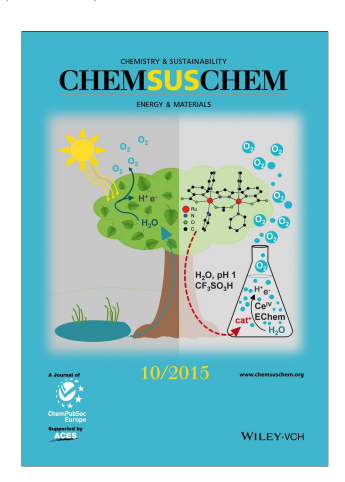 CHEMISTRY & SUSTAINABILITY
CHEMSUSCHEM
ENERGY & MATERIALS
O₂
O₂
O₂
O₂
H⁺ e⁻
H₂O
Ru
N
O
C
H₂O, pH 1
CF₃SO₃H
O₂
O₂
O₂
O₂
O₂
O₂
O₂
H⁺
e⁻
Ceᴵⱽ
EChem
cat⁺
H₂O
10/2015
www.chemsuschem.org
A Journal of
ChemPubSoc
Europe
Supported by
ACES
WILEY-VCH